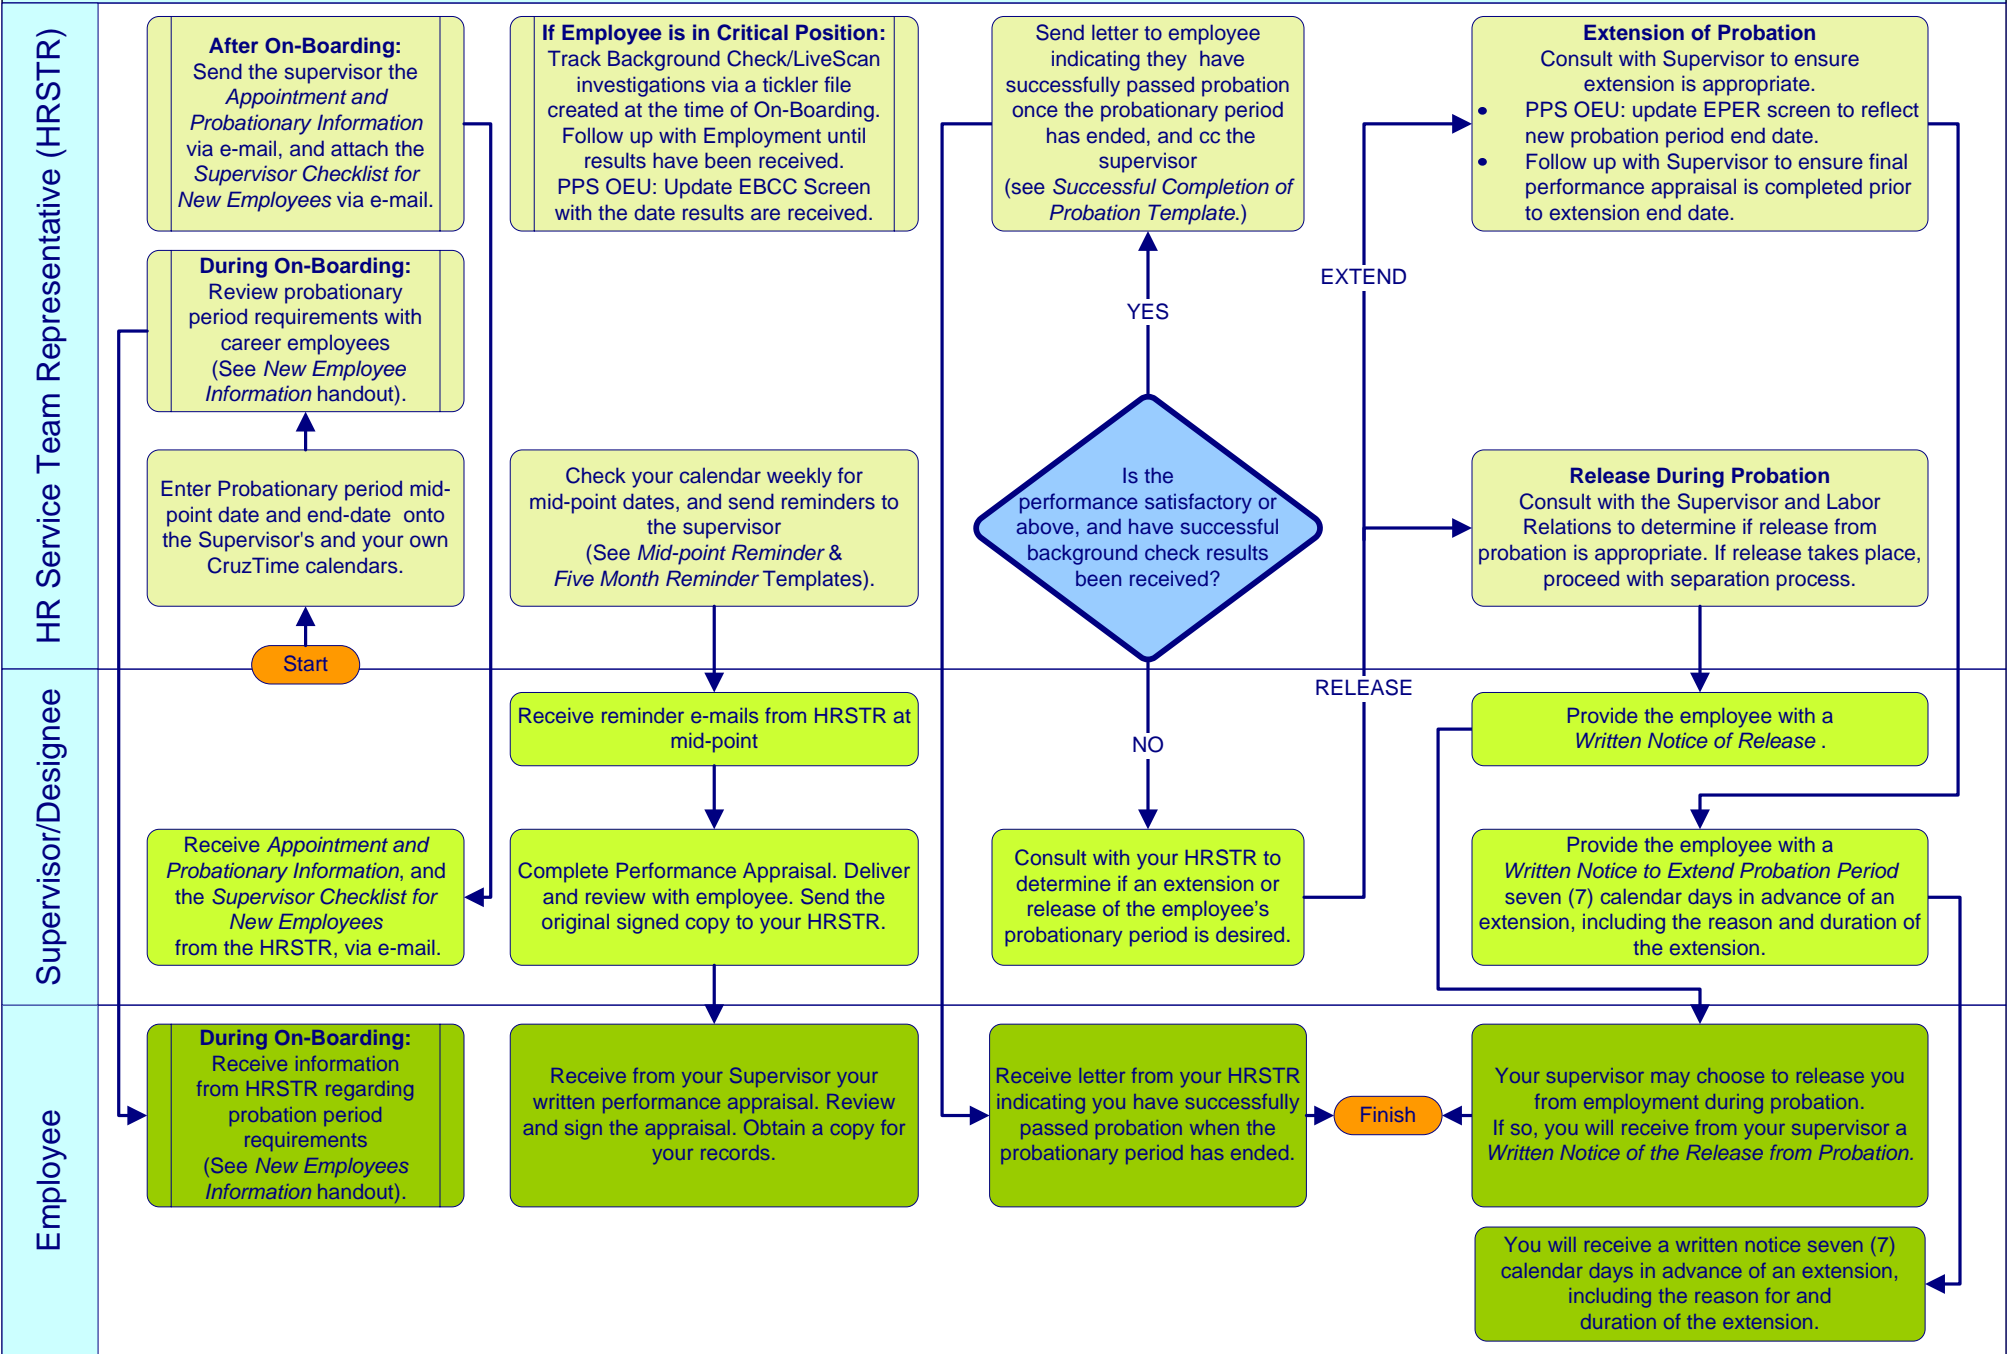 HR Service Team Representative (HRSTR)
After On-Boarding:
Send the supervisor the
Appointment and
Probationary Information
via e-mail, and attach the
Supervisor Checklist for
New Employees via e-mail.
If Employee is in Critical Position:
Track Background Check/LiveScan
investigations via a tickler file
created at the time of On-Boarding.
Follow up with Employment until
results have been received.
PPS OEU: Update EBCC Screen
with the date results are received.
Send letter to employee
indicating they have
successfully passed probation
once the probationary period
has ended, and cc the
supervisor
(see Successful Completion of
Probation Template.)
Extension of Probation
Consult with Supervisor to ensure
extension is appropriate.
• PPS OEU: update EPER screen to reflect
new probation period end date.
• Follow up with Supervisor to ensure final
performance appraisal is completed prior
to extension end date.
During On-Boarding:
Review probationary
period requirements with
career employees
(See New Employee
Information handout).
YES
EXTEND
Enter Probationary period mid-
point date and end-date onto
the Supervisor's and your own
CruzTime calendars.
Check your calendar weekly for
mid-point dates, and send reminders to
the supervisor
(See Mid-point Reminder &
Five Month Reminder Templates).
Is the
performance satisfactory or
above, and have successful
background check results
been received?
Release During Probation
Consult with the Supervisor and Labor
Relations to determine if release from
probation is appropriate. If release takes place,
proceed with separation process.
Start
Supervisor/Designee
RELEASE
Receive reminder e-mails from HRSTR at
mid-point
NO
Provide the employee with a
Written Notice of Release .
Receive Appointment and
Probationary Information, and
the Supervisor Checklist for
New Employees
from the HRSTR, via e-mail.
Complete Performance Appraisal. Deliver
and review with employee. Send the
original signed copy to your HRSTR.
Consult with your HRSTR to
determine if an extension or
release of the employee's
probationary period is desired.
Provide the employee with a
Written Notice to Extend Probation Period
seven (7) calendar days in advance of an
extension, including the reason and duration of
the extension.
Employee
During On-Boarding:
Receive information
from HRSTR regarding
probation period
requirements
(See New Employees
Information handout).
Receive from your Supervisor your
written performance appraisal. Review
and sign the appraisal. Obtain a copy for
your records.
Receive letter from your HRSTR
indicating you have successfully
passed probation when the
probationary period has ended.
Finish
Your supervisor may choose to release you
from employment during probation.
If so, you will receive from your supervisor a
Written Notice of the Release from Probation.
You will receive a written notice seven (7)
calendar days in advance of an extension,
including the reason for and
duration of the extension.